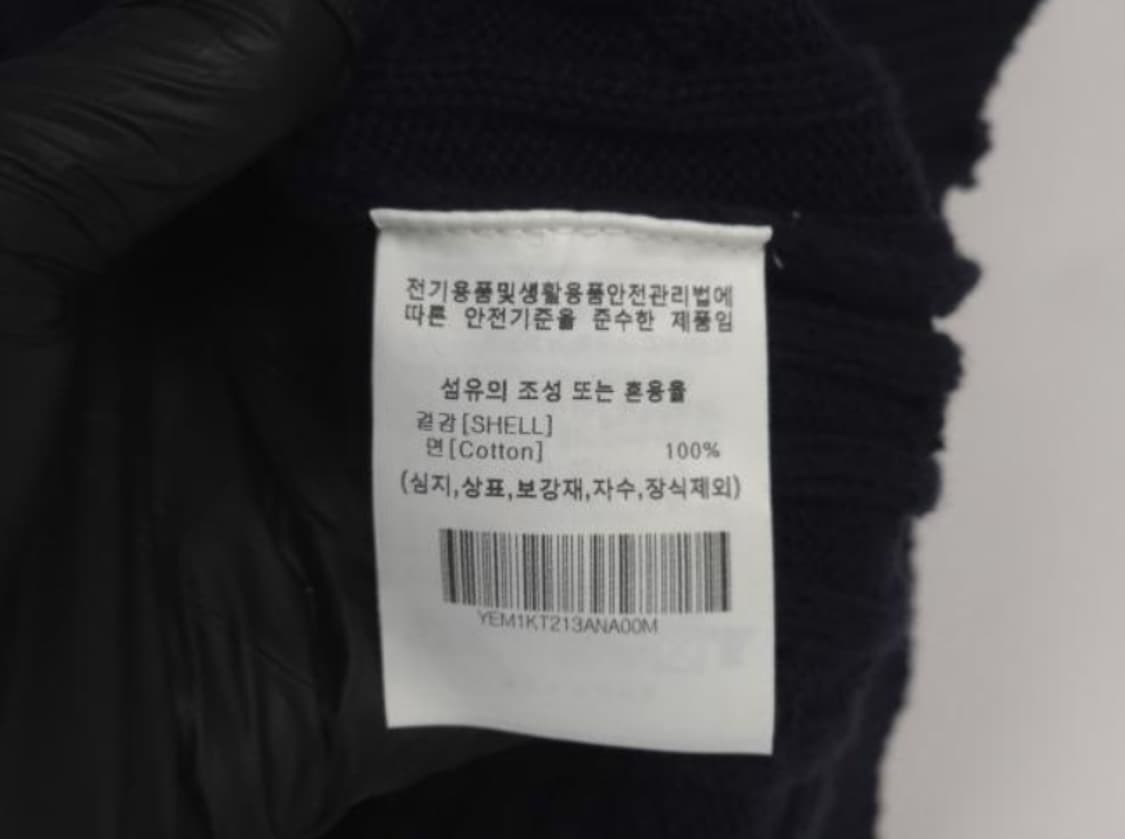 전기용품및생활용품안전관리법에
따른 안전기준을 준수한 제품임
섬유의 조성 또는 혼용율
겉감[SHELL]
면[Cotton] 100%
(심지,상표,보강재,자수,장식제외)
YEM1KT213ANA00M